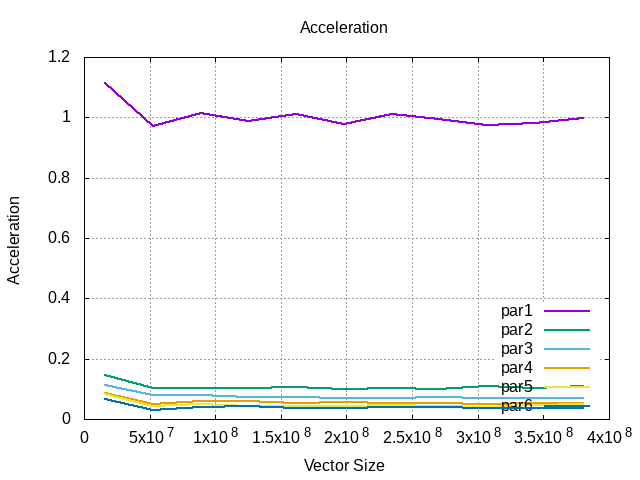 Acceleration
1.2
1
0.8
0.6
0.4
0.2
0
Acceleration
par1
par2
par3
par4
par5
par6
0 5x10^7 1x10^8 1.5x10^8 2x10^8 2.5x10^8 3x10^8 3.5x10^8 4x10^8
Vector Size